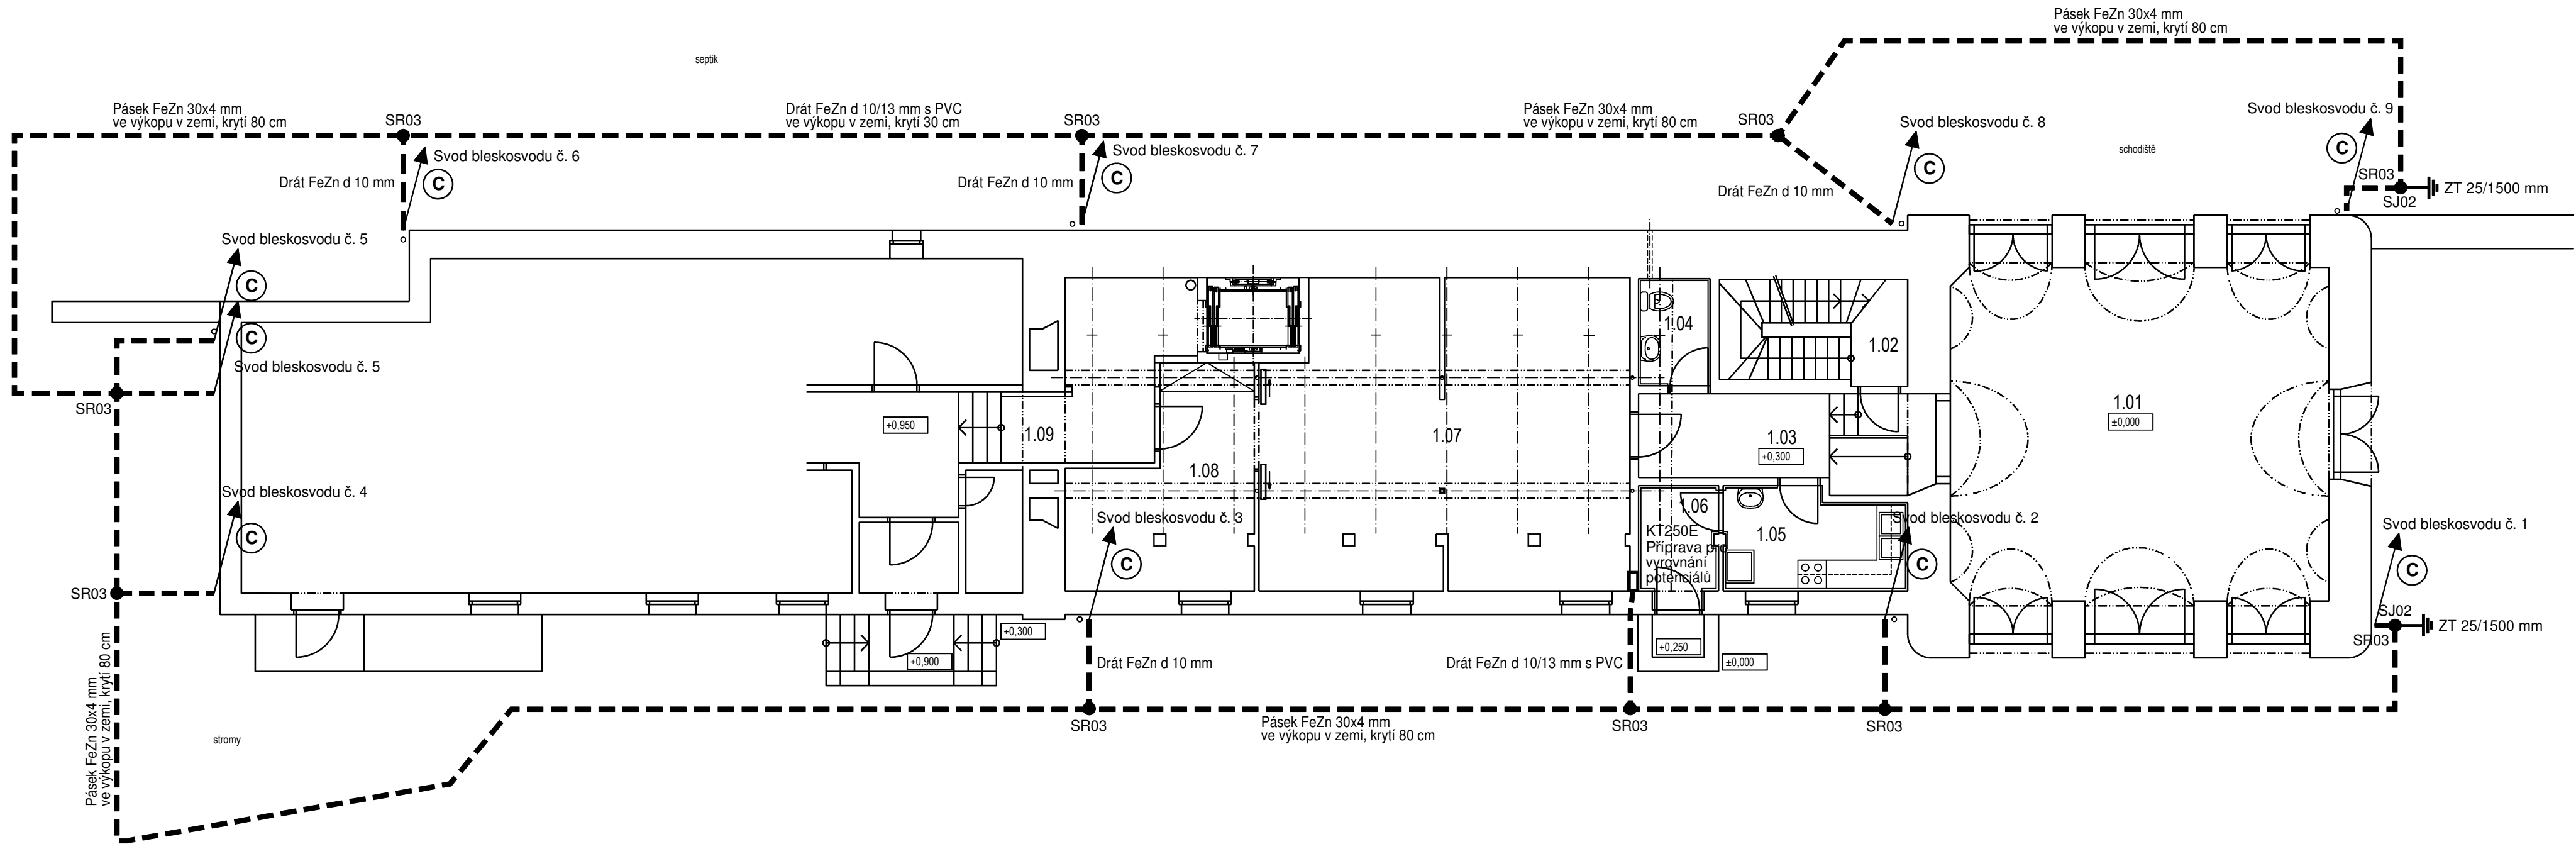 Pásek FeZn 30x4 mm
ve výkopu v zemi, krytí 80 cm
septik
Pásek FeZn 30x4 mm
ve výkopu v zemi, krytí 80 cm
SR03
Drát FeZn d 10/13 mm s PVC
ve výkopu v zemi, krytí 30 cm
SR03
Pásek FeZn 30x4 mm
ve výkopu v zemi, krytí 80 cm
SR03
Svod bleskosvodu č. 8
Svod bleskosvodu č. 9
schodiště
C
Svod bleskosvodu č. 6
Svod bleskosvodu č. 7
C
Drát FeZn d 10 mm
C
Drát FeZn d 10 mm
C
Drát FeZn d 10 mm
SR03
ZT 25/1500 mm
SJ02
Svod bleskosvodu č. 5
C
C
Svod bleskosvodu č. 5
SR03
1.04
1.02
1.01
±0,000
+0,950
1.09
1.07
1.03
+0,300
1.08
Svod bleskosvodu č. 4
C
Svod bleskosvodu č. 3
C
1.06
KT250E
Příprava pro
vyrovnání
potenciálů
1.05
Svod bleskosvodu č. 2
C
Svod bleskosvodu č. 1
C
SR03
SJ02
SR03
ZT 25/1500 mm
+0,300
+0,900
+0,250
±0,000
Drát FeZn d 10 mm
Drát FeZn d 10/13 mm s PVC
SR03
Pásek FeZn 30x4 mm
ve výkopu v zemi, krytí 80 cm
SR03
SR03
stromy
Pásek FeZn 30x4 mm
ve výkopu v zemi, krytí 80 cm